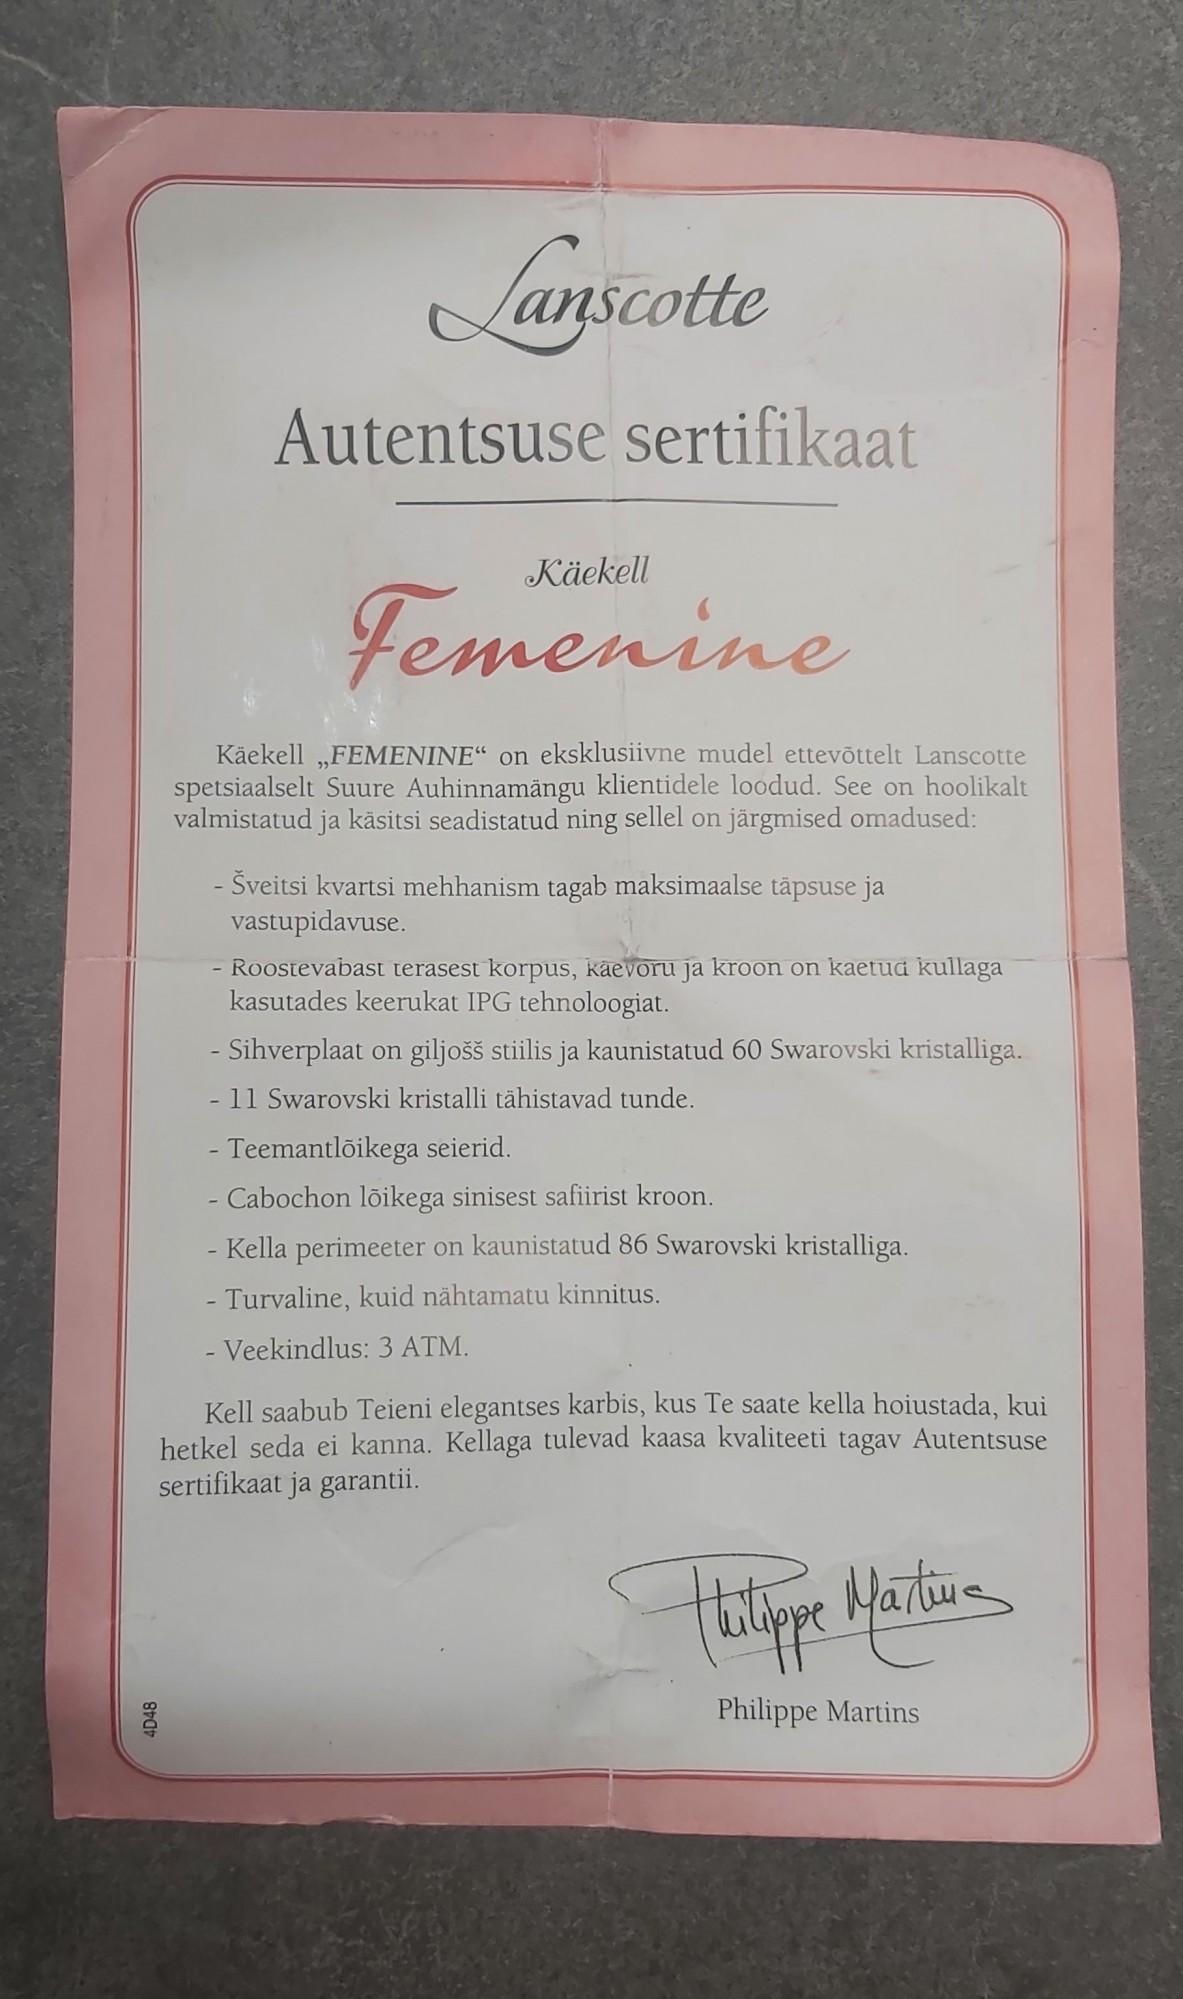 Lanscotte
Autentsuse sertifikaat
Käekell
Femenine
Käekell „FEMENINE“ on eksklusiivne mudel ettevõttelt Lanscotte
spetsiaalselt Suure Auhinnamängu klientidele loodud. See on hoolikalt
valmistatud ja käsitsi seadistatud ning sellel on järgmised omadused:
- Šveitsi kvartsi mehhanism tagab maksimaalse täpsuse ja
vastupidavuse.
- Roostevabast terasest korpus, käevõru ja kroon on kaetud kullaga
kasutades keerukat IPG tehnoloogiat.
- Sihverplaat on giljošš stiilis ja kaunistatud 60 Swarovski kristalliga.
- 11 Swarovski kristalli tähistavad tunde.
- Teemantlõikega seierid.
- Cabochon lõikega sinisest safiirist kroon.
- Kella perimeeter on kaunistatud 86 Swarovski kristalliga.
- Turvaline, kuid nähtamatu kinnitus.
- Veekindlus: 3 ATM.
Kell saabub Teieni elegantses karbis, kus Te saate kella hoiustada, kui
hetkel seda ei kanna. Kellaga tulevad kaasa kvaliteeti tagav Autentsuse
sertifikaat ja garantii.
Philippe Martins
Philippe Martins
4D48